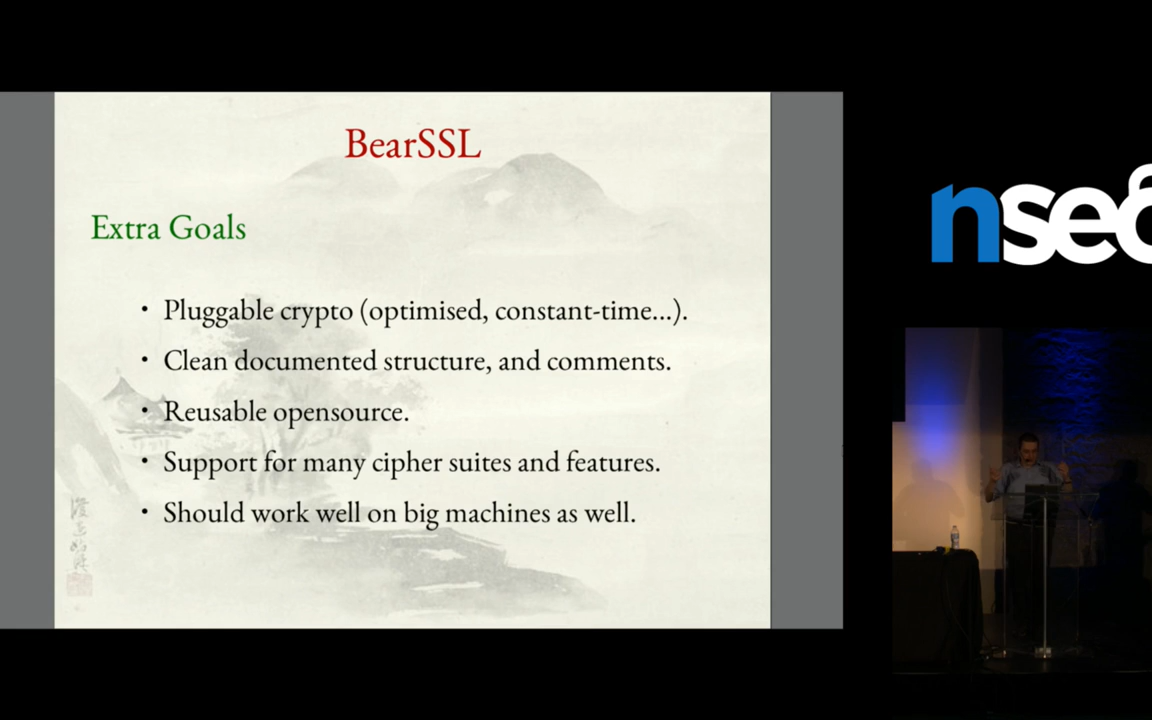 BearSSL
Extra Goals
• Pluggable crypto (optimised, constant-time...).
• Clean documented structure, and comments.
• Reusable opensource.
• Support for many cipher suites and features.
• Should work well on big machines as well.
nsec